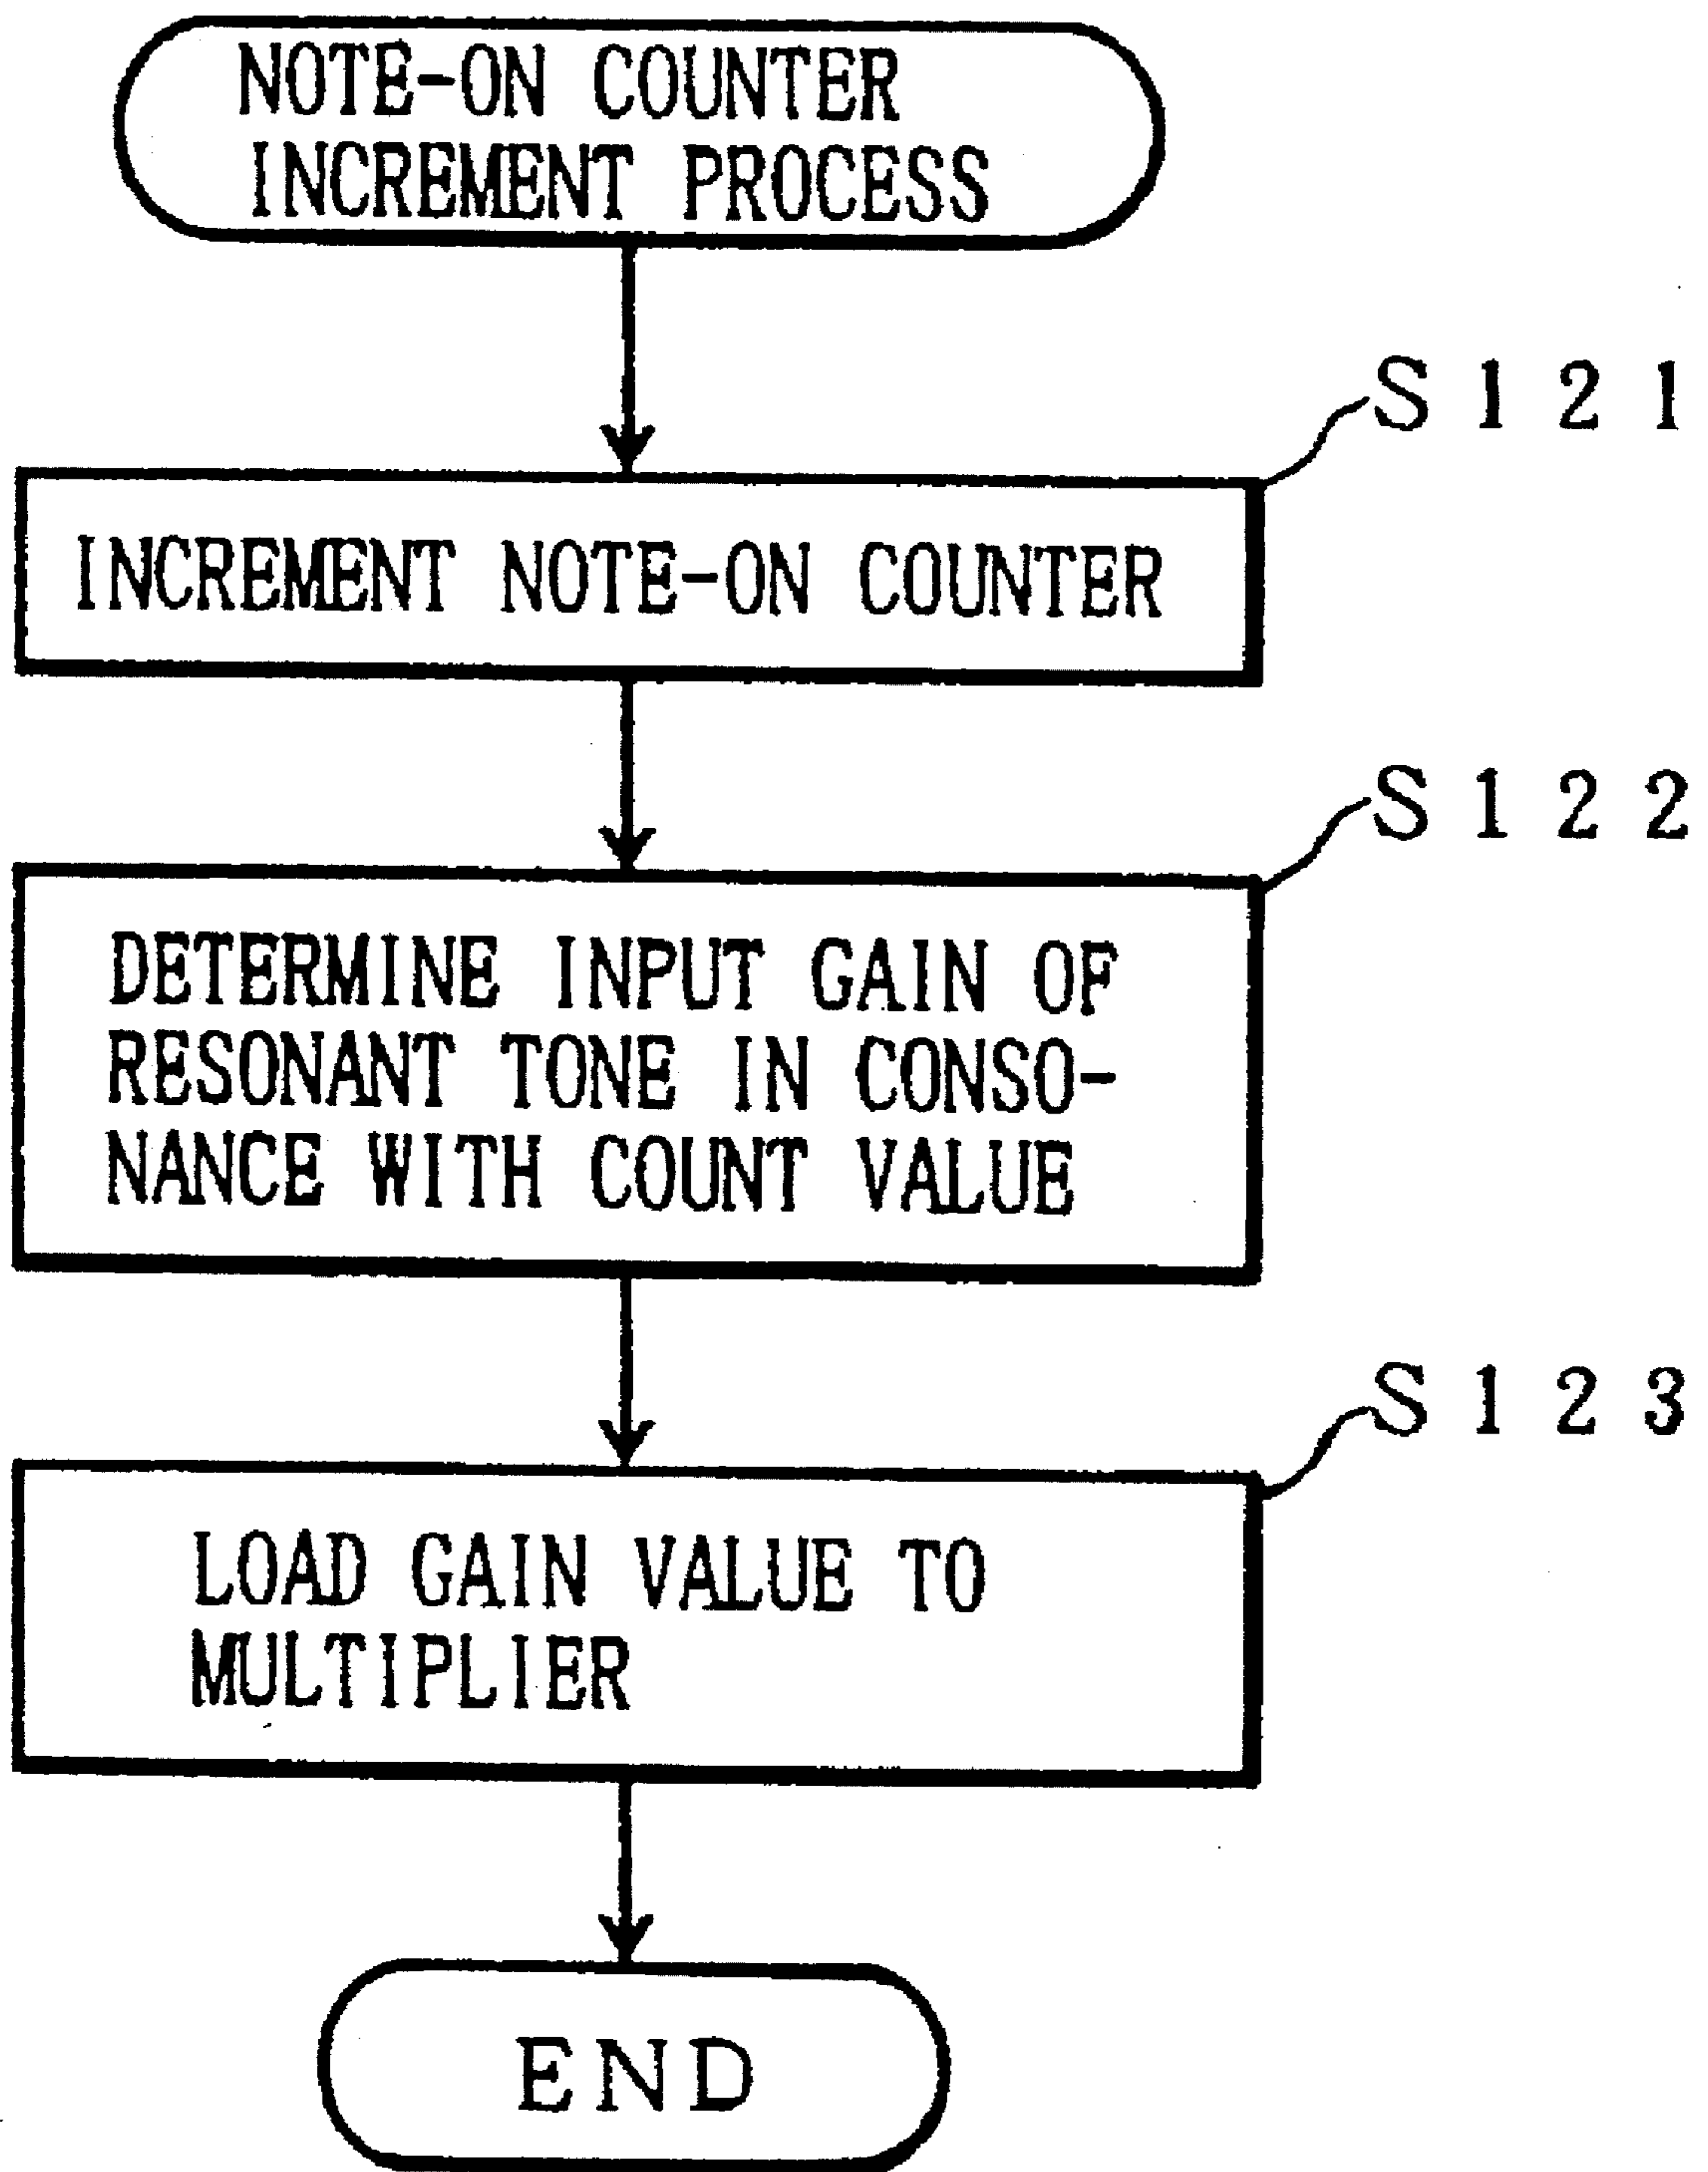 NOTE-ON COUNTER
INCREMENT PROCESS
S121
INCREMENT NOTE-ON COUNTER
S122
DETERMINE INPUT GAIN OF
RESONANT TONE IN CONSO-
NANCE WITH COUNT VALUE
S123
LOAD GAIN VALUE TO
MULTIPLIER
END